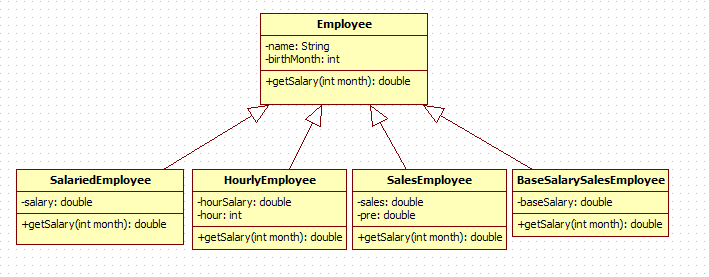 Employee
-name: String
-birthMonth: int
+getSalary(int month): double
SalariedEmployee
-salary: double
+getSalary(int month): double
HourlyEmployee
-hourSalary: double
-hour: int
+getSalary(int month): double
SalesEmployee
-sales: double
-pre: double
+getSalary(int month): double
BaseSalarySalesEmployee
-baseSalary: double
+getSalary(int month): double